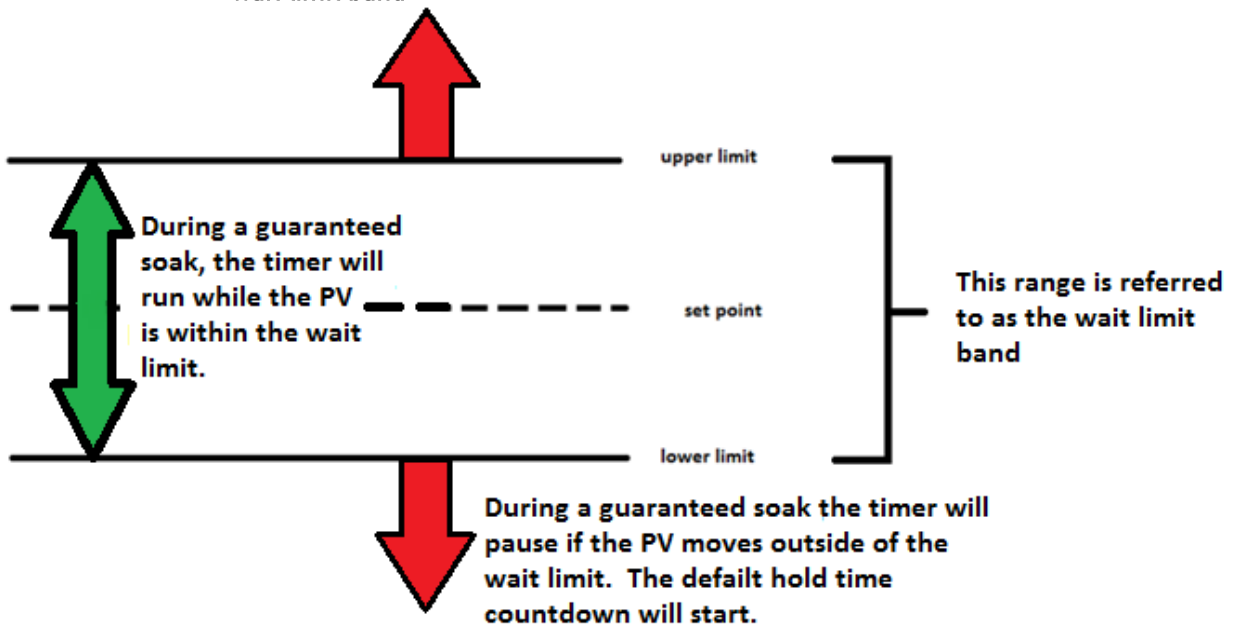 upper limit
During a guaranteed
soak, the timer will
run while the PV
is within the wait
limit.
set point
This range is referred
to as the wait limit
band
lower limit
During a guaranteed soak the timer will
pause if the PV moves outside of the
wait limit.  The defailt hold time
countdown will start.